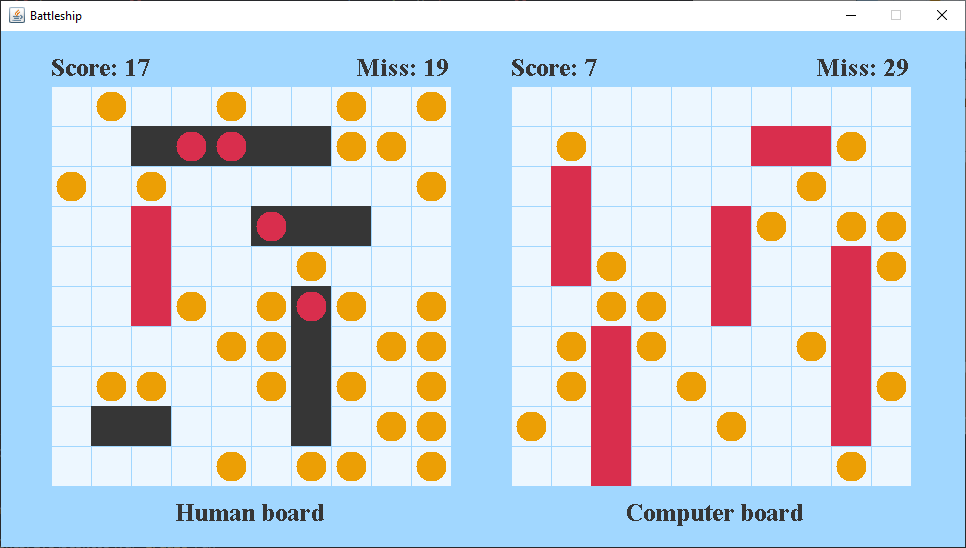 Battleship
Score: 17
Miss: 19
Score: 7
Miss: 29
Human board
Computer board